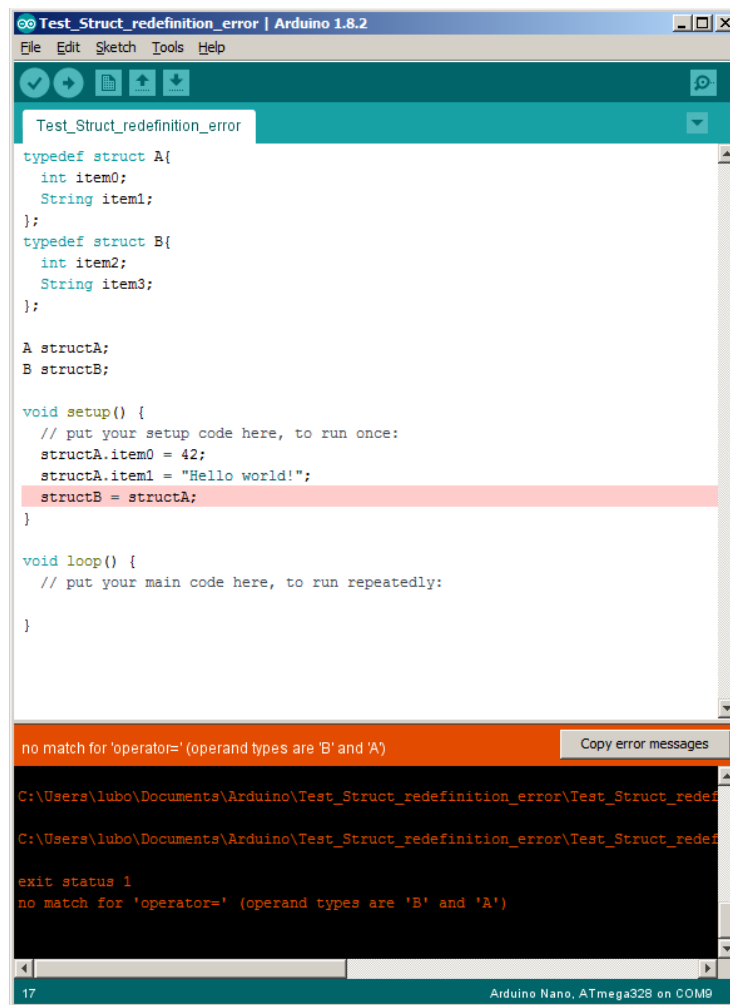 Test_Struct_redefinition_error | Arduino 1.8.2
File Edit Sketch Tools Help
Test_Struct_redefinition_error
typedef struct A{
  int item0;
  String item1;
};
typedef struct B{
  int item2;
  String item3;
};

A structA;
B structB;

void setup() {
  // put your setup code here, to run once:
  structA.item0 = 42;
  structA.item1 = "Hello world!";
  structB = structA;
}

void loop() {
  // put your main code here, to run repeatedly:

}
no match for 'operator=' (operand types are 'B' and 'A')
Copy error messages
C:\Users\lubo\Documents\Arduino\Test_Struct_redefinition_error\Test_Struct_redef
C:\Users\lubo\Documents\Arduino\Test_Struct_redefinition_error\Test_Struct_redef
exit status 1
no match for 'operator=' (operand types are 'B' and 'A')
17
Arduino Nano, ATmega328 on COM9